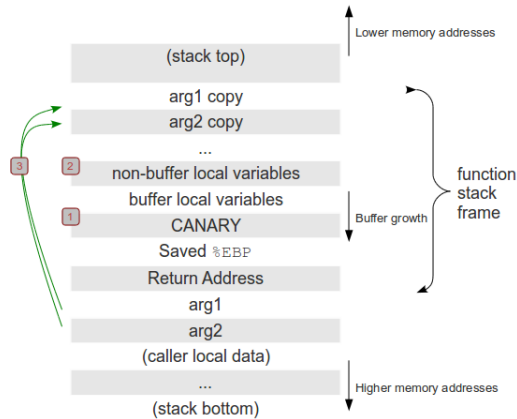 Lower memory addresses
(stack top)
arg1 copy
arg2 copy
...
3
2
non-buffer local variables
function
stack
frame
buffer local variables
Buffer growth
1
CANARY
Saved %EBP
Return Address
arg1
arg2
(caller local data)
...
Higher memory addresses
(stack bottom)